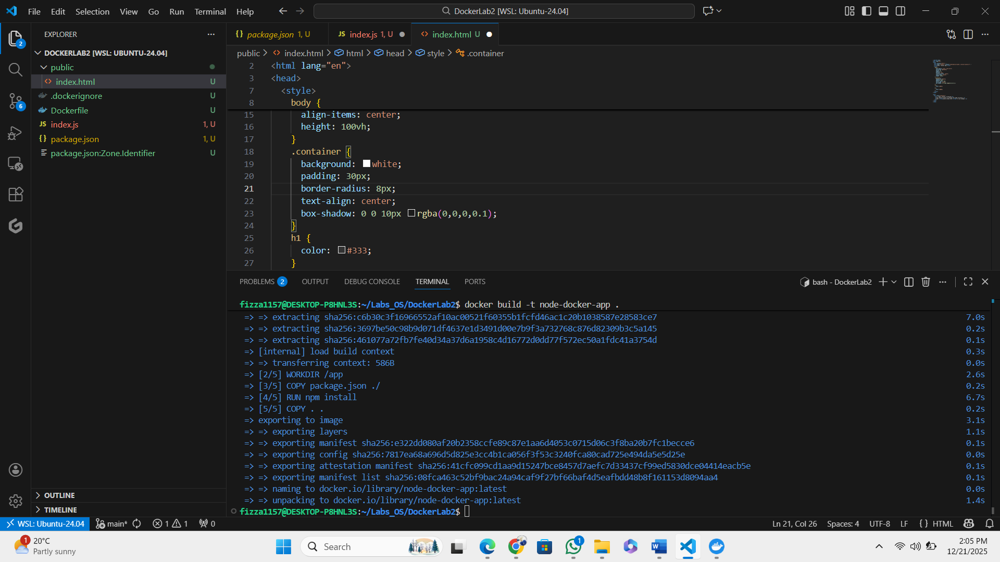 File Edit Selection View Go Run Terminal Help
DockerLab2 [WSL: Ubuntu-24.04]
2
6
EXPLORER
DOCKERLAB2 [WSL: UBUNTU-24.04]
public
index.html U
.dockerignore U
Dockerfile U
index.js 1, U
package.json 1, U
package.json:Zone.Identifier U
OUTLINE
TIMELINE
package.json 1, U
JS index.js 1, U
index.html U
public > index.html > html > head > style > .container
2 <html lang="en">
3 <head>
7 <style>
8 body {
15 align-items: center;
16 height: 100vh;
17 }
18 .container {
19 background: white;
20 padding: 30px;
21 border-radius: 8px;
22 text-align: center;
23 box-shadow: 0 0 10px rgba(0,0,0,0.1);
24 }
25 h1 {
26 color: #333;
27 }
PROBLEMS 2 OUTPUT DEBUG CONSOLE TERMINAL PORTS
bash - DockerLab2
fizza1157@DESKTOP-P8HNL3S:~/Labs_OS/DockerLab2$ docker build -t node-docker-app .
=> => extracting sha256:c6b30c3f16966552af10ac00521f60355b1fcfd46ac1c20b1038587e28583ce7 7.0s
=> => extracting sha256:3697be50c98b9d071df4637e1d3491d00e7b9f3a732768c876d82309b3c5a145 0.2s
=> => extracting sha256:461077a72fb7fe40d34a37d6a1958c4d16772d0dd77f572ec50a1fdc41a3754d 0.1s
=> [internal] load build context 0.3s
=> => transferring context: 586B 0.0s
=> [2/5] WORKDIR /app 2.6s
=> [3/5] COPY package.json ./ 0.2s
=> [4/5] RUN npm install 6.7s
=> [5/5] COPY . . 0.2s
=> exporting to image 3.1s
=> => exporting layers 1.1s
=> => exporting manifest sha256:e322dd080af20b2358ccfe89c87e1aa6d4053c0715d06c3f8ba20b7fc1becce6 0.1s
=> => exporting config sha256:7817ea68a696d5d825e3cc4b1ca056f3f53c3240fca80cad725e494da5e5d25e 0.0s
=> => exporting attestation manifest sha256:41cfc099cd1aa9d15247bce8457d7aefc7d33437cf99ed5830dce04414eacb5e 0.1s
=> => exporting manifest list sha256:08fca463c52bf9bac24a94caf9f27bf66baf4d5eafbdd48b8f161153d8094aa4 0.1s
=> => naming to docker.io/library/node-docker-app:latest 0.0s
=> => unpacking to docker.io/library/node-docker-app:latest 1.4s
fizza1157@DESKTOP-P8HNL3S:~/Labs_OS/DockerLab2$
WSL: Ubuntu-24.04 main* 1 1 0
Ln 21, Col 26 Spaces: 4 UTF-8 LF {} HTML
1 20°C
Partly sunny
Search
1
2:05 PM
12/21/2025